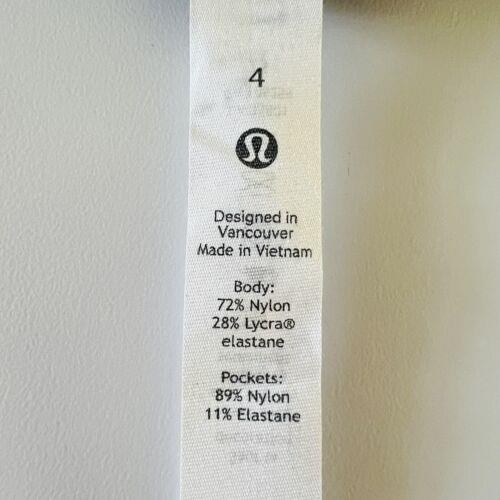 4
Designed in
Vancouver
Made in Vietnam
Body:
72% Nylon
28% Lycra®
elastane
Pockets:
89% Nylon
11% Elastane